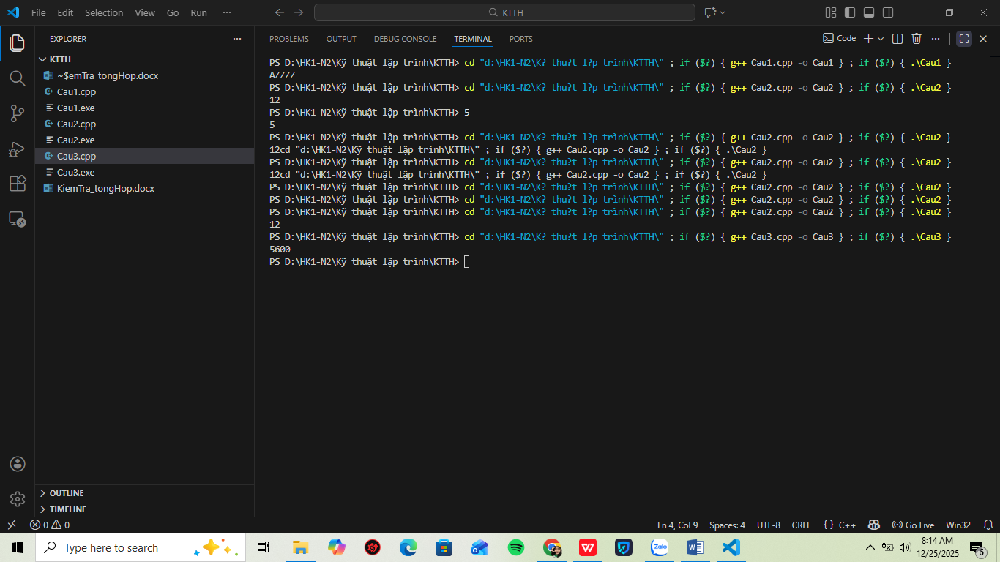 File Edit Selection View Go Run ··· KTTH
EXPLORER ···
KTTH
~$emTra_tongHop.docx
Cau1.cpp
Cau1.exe
Cau2.cpp
Cau2.exe
Cau3.cpp
Cau3.exe
KiemTra_tongHop.docx
OUTLINE
TIMELINE
PROBLEMS OUTPUT DEBUG CONSOLE TERMINAL PORTS Code ···
PS D:\HK1-N2\Kỹ thuật lập trình\KTTH> cd "d:\HK1-N2\K? thu?t l?p trình\KTTH\" ; if ($?) { g++ Cau1.cpp -o Cau1 } ; if ($?) { .\Cau1 }
AZZZZ
PS D:\HK1-N2\Kỹ thuật lập trình\KTTH> cd "d:\HK1-N2\K? thu?t l?p trình\KTTH\" ; if ($?) { g++ Cau2.cpp -o Cau2 } ; if ($?) { .\Cau2 }
12
PS D:\HK1-N2\Kỹ thuật lập trình\KTTH> 5
5
PS D:\HK1-N2\Kỹ thuật lập trình\KTTH> cd "d:\HK1-N2\K? thu?t l?p trình\KTTH\" ; if ($?) { g++ Cau2.cpp -o Cau2 } ; if ($?) { .\Cau2 }
12cd "d:\HK1-N2\Kỹ thuật lập trình\KTTH\" ; if ($?) { g++ Cau2.cpp -o Cau2 } ; if ($?) { .\Cau2 }
PS D:\HK1-N2\Kỹ thuật lập trình\KTTH> cd "d:\HK1-N2\K? thu?t l?p trình\KTTH\" ; if ($?) { g++ Cau2.cpp -o Cau2 } ; if ($?) { .\Cau2 }
12cd "d:\HK1-N2\Kỹ thuật lập trình\KTTH\" ; if ($?) { g++ Cau2.cpp -o Cau2 } ; if ($?) { .\Cau2 }
PS D:\HK1-N2\Kỹ thuật lập trình\KTTH> cd "d:\HK1-N2\K? thu?t l?p trình\KTTH\" ; if ($?) { g++ Cau2.cpp -o Cau2 } ; if ($?) { .\Cau2 }
PS D:\HK1-N2\Kỹ thuật lập trình\KTTH> cd "d:\HK1-N2\K? thu?t l?p trình\KTTH\" ; if ($?) { g++ Cau2.cpp -o Cau2 } ; if ($?) { .\Cau2 }
PS D:\HK1-N2\Kỹ thuật lập trình\KTTH> cd "d:\HK1-N2\K? thu?t l?p trình\KTTH\" ; if ($?) { g++ Cau2.cpp -o Cau2 } ; if ($?) { .\Cau2 }
12
PS D:\HK1-N2\Kỹ thuật lập trình\KTTH> cd "d:\HK1-N2\K? thu?t l?p trình\KTTH\" ; if ($?) { g++ Cau3.cpp -o Cau3 } ; if ($?) { .\Cau3 }
5600
PS D:\HK1-N2\Kỹ thuật lập trình\KTTH>
0 0 Ln 4, Col 9 Spaces: 4 UTF-8 CRLF { } C++ Go Live Win32
Type here to search Zalo 8:14 AM
12/25/2025 6